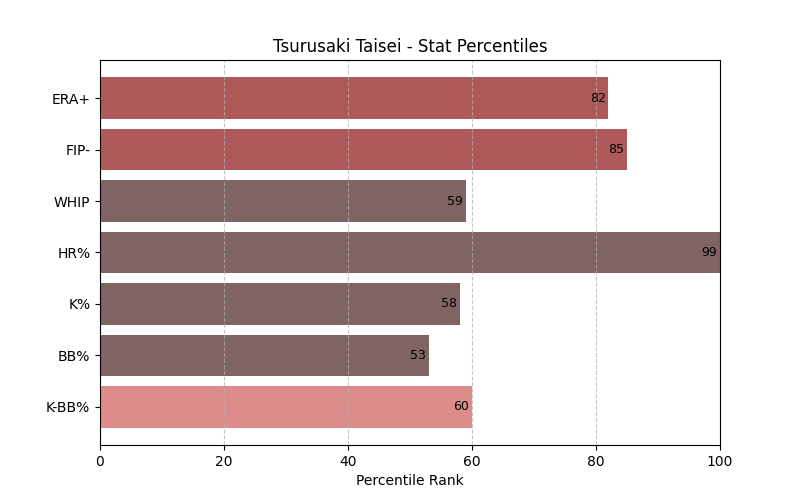 Tsurusaki Taisei - Stat Percentiles
ERA+ 82
FIP- 85
WHIP 59
HR% 99
K% 58
BB% 53
K-BB% 60
0 20 40 60 80 100
Percentile Rank